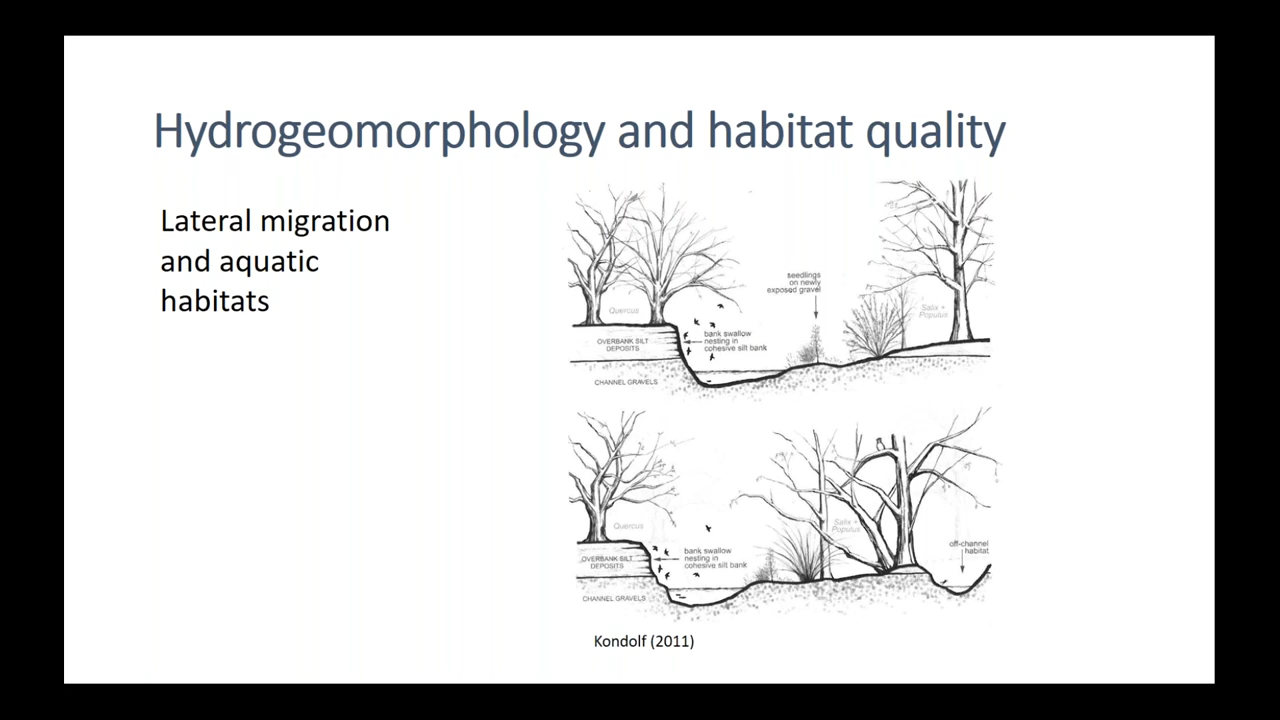 Hydrogeomorphology and habitat quality
Lateral migration
and aquatic
habitats
seedlings
on newly
exposed gravel
Quercus
Salix +
Populus
bank swallow
nesting in
cohesive silt bank
OVERBANK SILT
DEPOSITS
CHANNEL GRAVELS
Quercus
Salix +
Populus
off-channel
habitat
bank swallow
nesting in
cohesive silt bank
OVERBANK SILT
DEPOSITS
CHANNEL GRAVELS
Kondolf (2011)